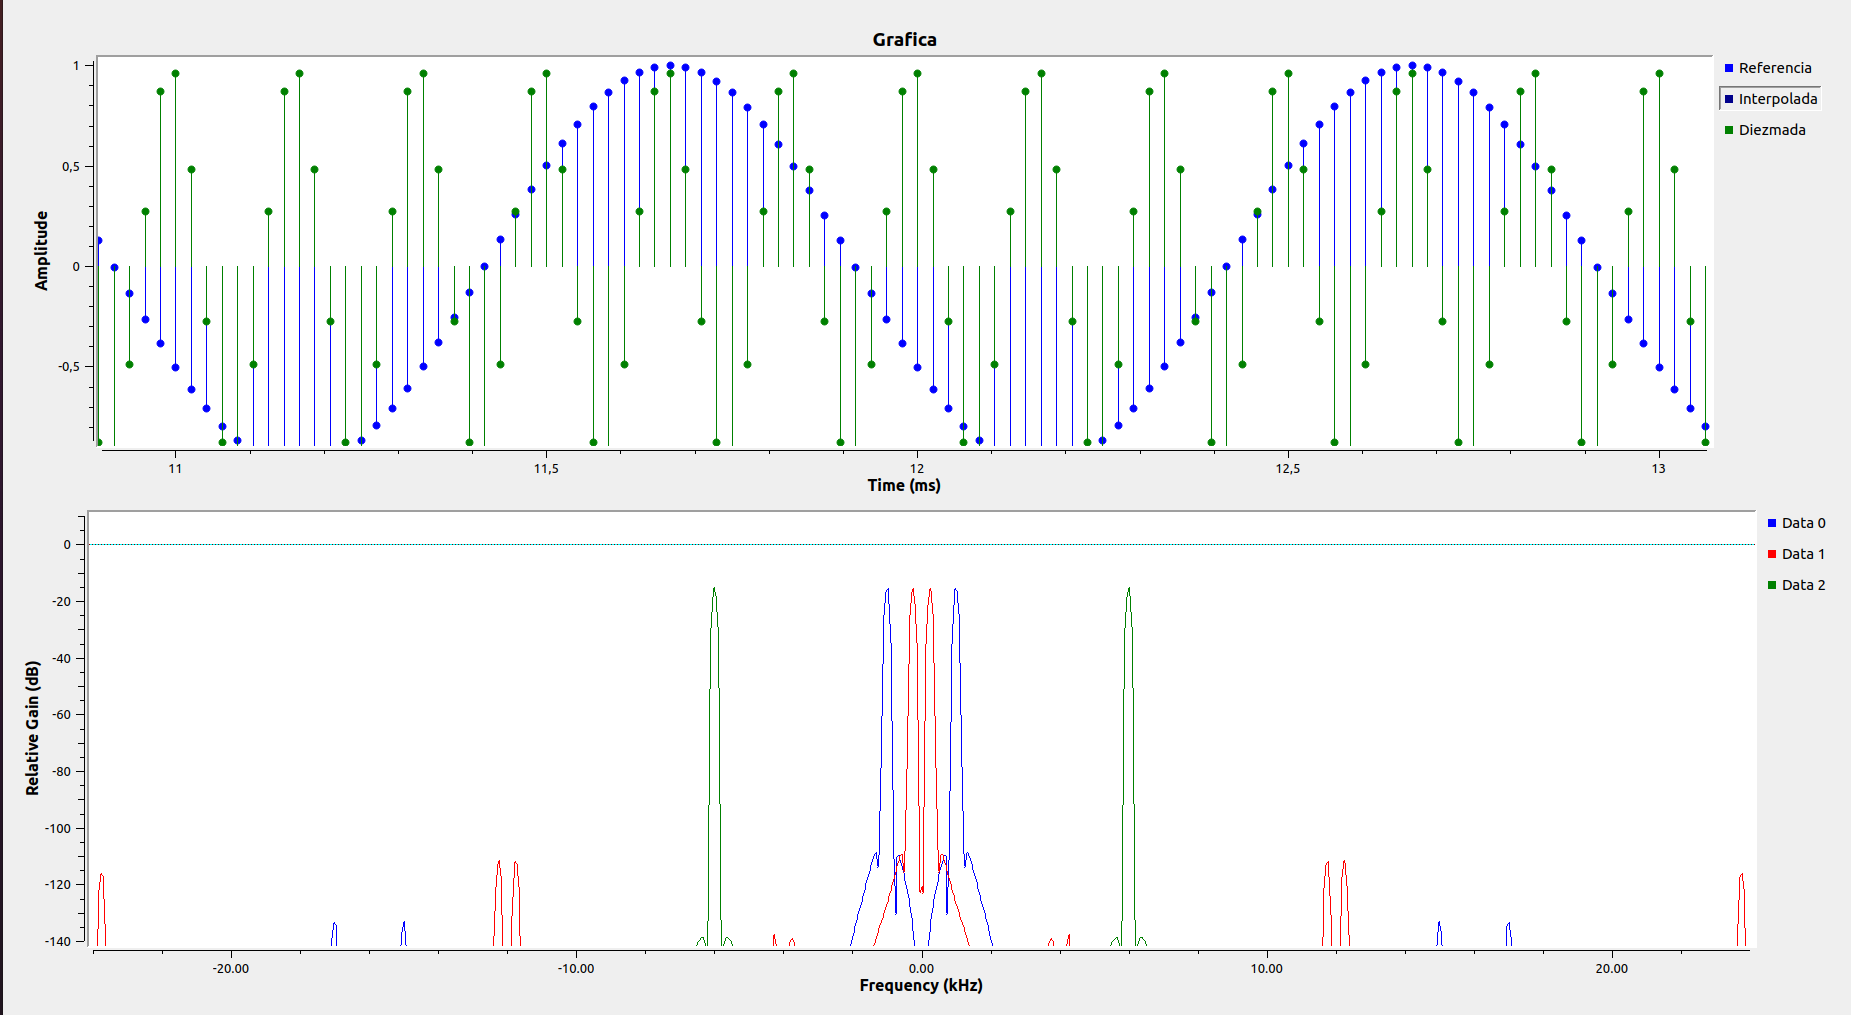 Grafica
Amplitude
1
0,5
0
-0,5
11
11,5
12
12,5
13
Time (ms)
Referencia
Interpolada
Diezmada
Relative Gain (dB)
0
-20
-40
-60
-80
-100
-120
-140
-20.00
-10.00
0.00
10.00
20.00
Frequency (kHz)
Data 0
Data 1
Data 2